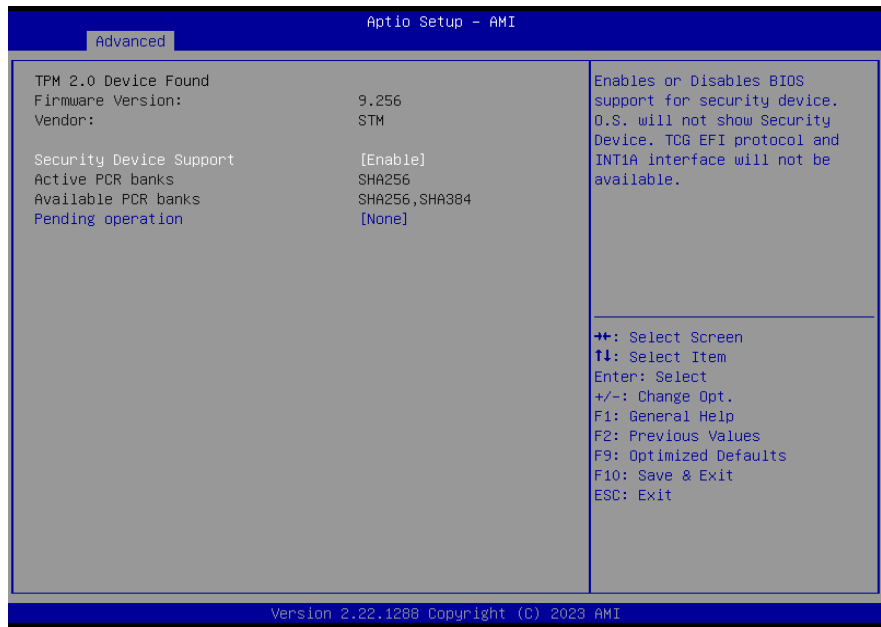 Aptio Setup - AMI
Advanced
TPM 2.0 Device Found
Firmware Version: 9.256
Vendor: STM
Security Device Support [Enable]
Active PCR banks SHA256
Available PCR banks SHA256,SHA384
Pending operation [None]
Enables or Disables BIOS
support for security device.
O.S. will not show Security
Device. TCG EFI protocol and
INT1A interface will not be
available.
→←: Select Screen
↑↓: Select Item
Enter: Select
+/-: Change Opt.
F1: General Help
F2: Previous Values
F9: Optimized Defaults
F10: Save & Exit
ESC: Exit
Version 2.22.1288 Copyright (C) 2023 AMI